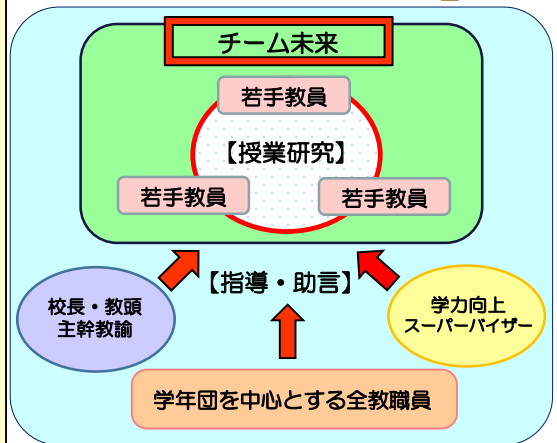 チーム未来
若手教員
【授業研究】
若手教員
若手教員
【指導・助言】
校長・教頭
主幹教諭
学力向上
スーパーバイザー
学年団を中心とする全教職員